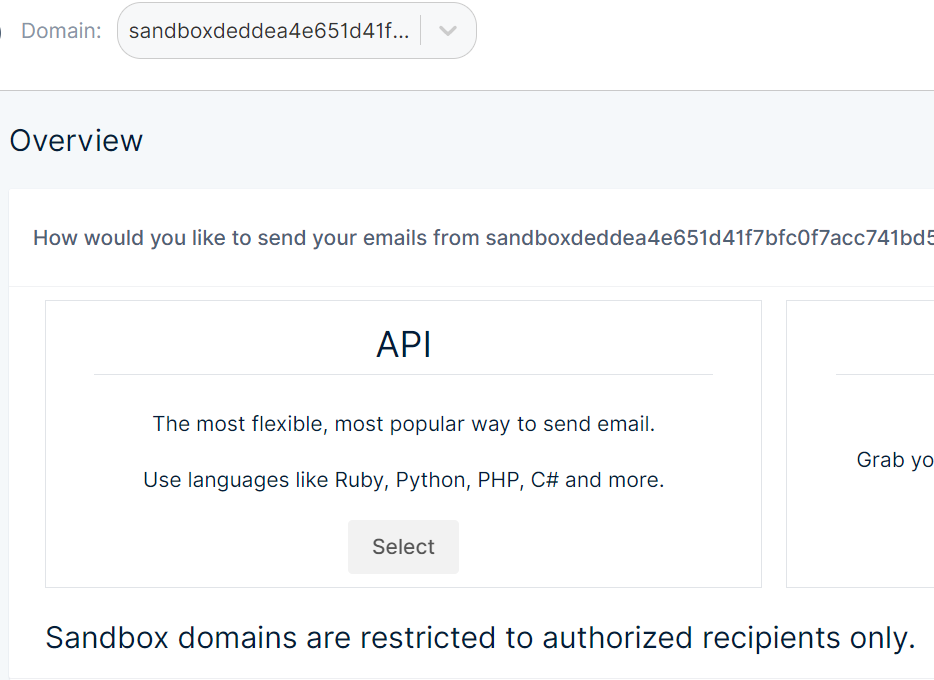 Domain: sandboxdeddea4e651d41f...
Overview
How would you like to send your emails from sandboxdeddea4e651d41f7bfc0f7acc741bd5
API
The most flexible, most popular way to send email.
Use languages like Ruby, Python, PHP, C# and more.
Select
Grab yo
Sandbox domains are restricted to authorized recipients only.